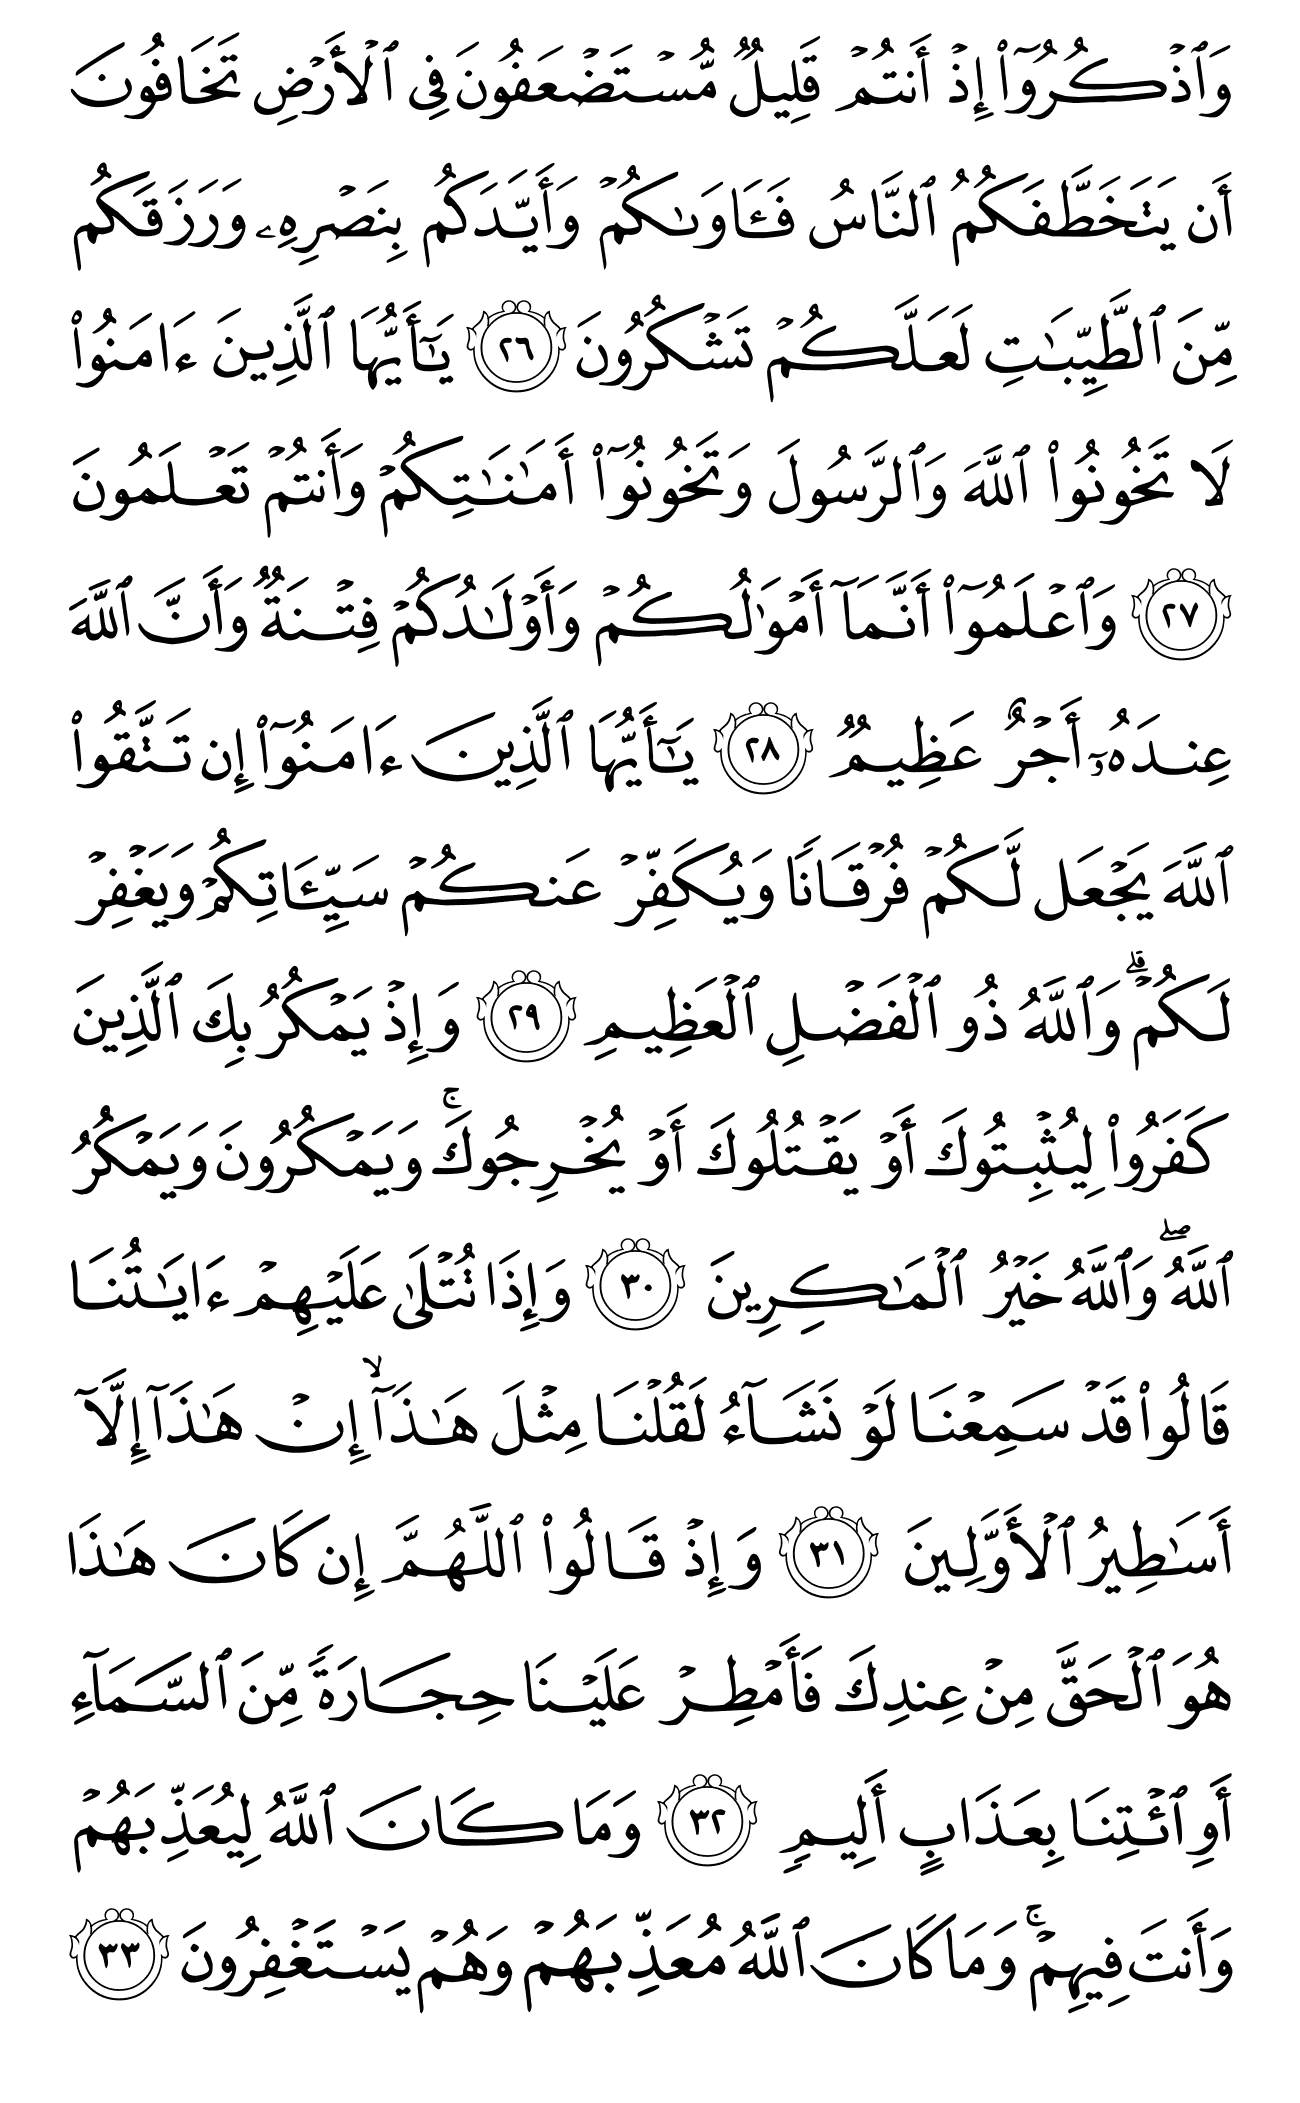 وَٱذۡكُرُوٓاْ إِذۡ أَنتُمۡ قَلِيلٌ مُّسۡتَضۡعَفُونَ فِي ٱلۡأَرۡضِ تَخَافُونَ
أَن يَتَخَطَّفَكُمُ ٱلنَّاسُ فَـَٔاوَىٰكُمۡ وَأَيَّدَكُم بِنَصۡرِهِۦ وَرَزَقَكُم
مِّنَ ٱلطَّيِّبَٰتِ لَعَلَّكُمۡ تَشۡكُرُونَ ٢٦ يَٰٓأَيُّهَا ٱلَّذِينَ ءَامَنُواْ
لَا تَخُونُواْ ٱللَّهَ وَٱلرَّسُولَ وَتَخُونُوٓاْ أَمَٰنَٰتِكُمۡ وَأَنتُمۡ تَعۡلَمُونَ
٢٧ وَٱعۡلَمُوٓاْ أَنَّمَآ أَمۡوَٰلُكُمۡ وَأَوۡلَٰدُكُمۡ فِتۡنَةٞ وَأَنَّ ٱللَّهَ
عِندَهُۥٓ أَجۡرٌ عَظِيمٞ ٢٨ يَٰٓأَيُّهَا ٱلَّذِينَ ءَامَنُوٓاْ إِن تَتَّقُواْ
ٱللَّهَ يَجۡعَل لَّكُمۡ فُرۡقَانٗا وَيُكَفِّرۡ عَنكُمۡ سَيِّـَٔاتِكُمۡ وَيَغۡفِرۡ
لَكُمۡۗ وَٱللَّهُ ذُو ٱلۡفَضۡلِ ٱلۡعَظِيمِ ٢٩ وَإِذۡ يَمۡكُرُ بِكَ ٱلَّذِينَ
كَفَرُواْ لِيُثۡبِتُوكَ أَوۡ يَقۡتُلُوكَ أَوۡ يُخۡرِجُوكَۚ وَيَمۡكُرُونَ وَيَمۡكُرُ
ٱللَّهُۖ وَٱللَّهُ خَيۡرُ ٱلۡمَٰكِرِينَ ٣٠ وَإِذَا تُتۡلَىٰ عَلَيۡهِمۡ ءَايَٰتُنَا
قَالُواْ قَدۡ سَمِعۡنَا لَوۡ نَشَآءُ لَقُلۡنَا مِثۡلَ هَٰذَآۙ إِنۡ هَٰذَآ إِلَّآ
أَسَٰطِيرُ ٱلۡأَوَّلِينَ ٣١ وَإِذۡ قَالُواْ ٱللَّهُمَّ إِن كَانَ هَٰذَا
هُوَ ٱلۡحَقَّ مِنۡ عِندِكَ فَأَمۡطِرۡ عَلَيۡنَا حِجَارَةٗ مِّنَ ٱلسَّمَآءِ
أَوِ ٱئۡتِنَا بِعَذَابٍ أَلِيمٖ ٣٢ وَمَا كَانَ ٱللَّهُ لِيُعَذِّبَهُمۡ
وَأَنتَ فِيهِمۡۚ وَمَا كَانَ ٱللَّهُ مُعَذِّبَهُمۡ وَهُمۡ يَسۡتَغۡفِرُونَ ٣٣